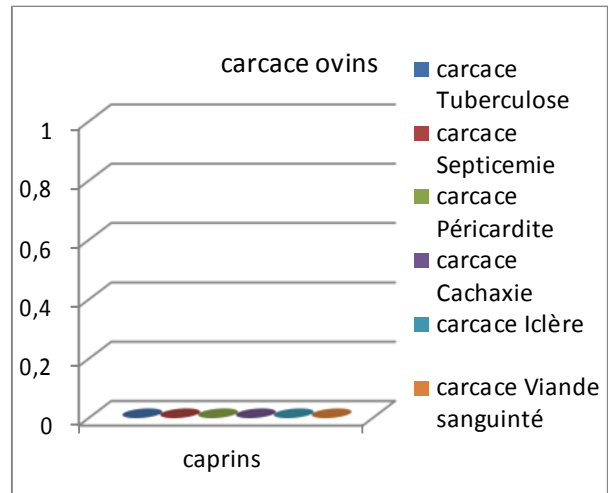 carcace ovins
1
0,8
0,6
0,4
0,2
0
caprins
carcace
Tuberculose
carcace
Septicemie
carcace
Péricardite
carcace
Cachaxie
carcace Iclère
carcace Viande
sanguinté